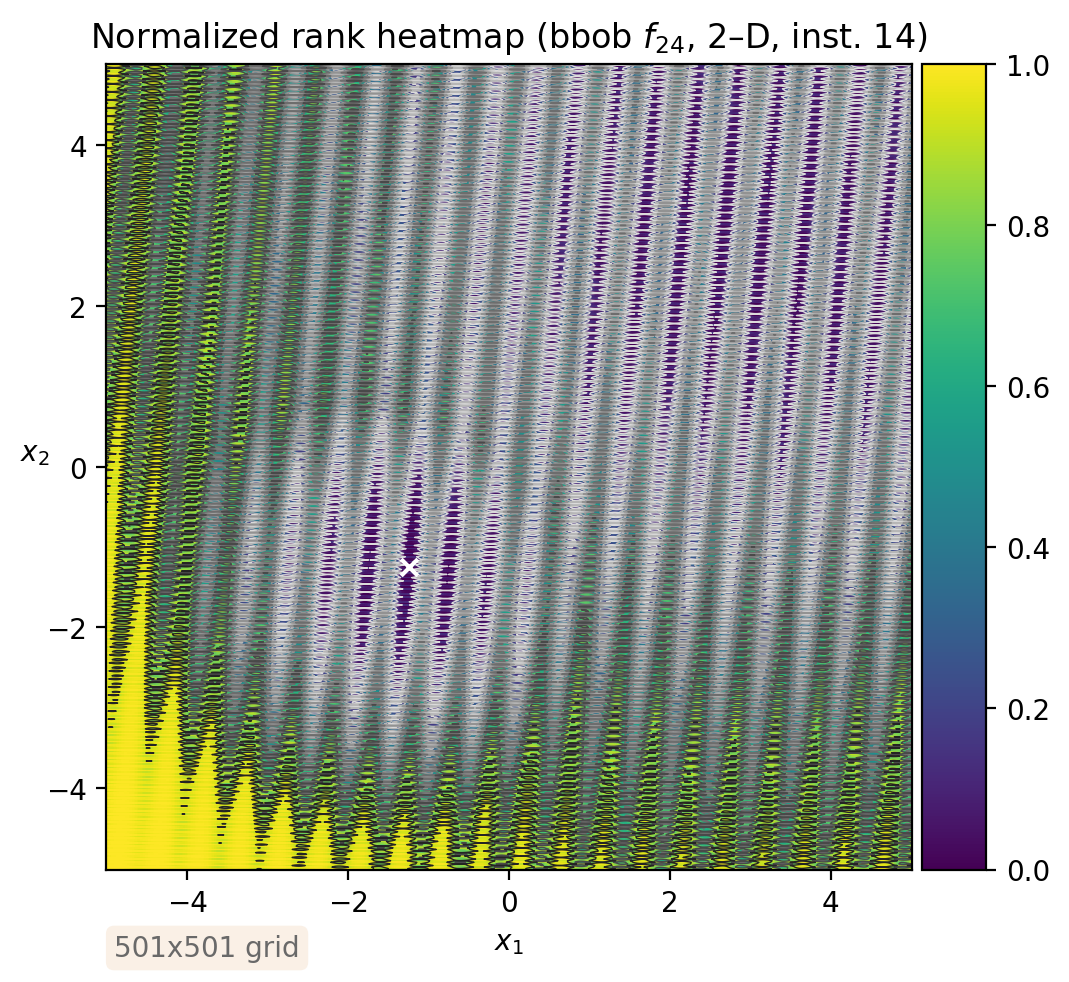 Normalized rank heatmap (bbob f₂₄, 2–D, inst. 14)
1.0
0.8
0.6
0.4
0.2
0.0
4
2
0
−2
−4
x₂
−4 −2 0 2 4
x₁
501x501 grid